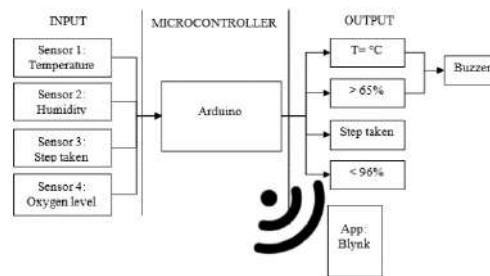 INPUT
MICROCONTROLLER
OUTPUT
Sensor 1:
Temperature
Sensor 2:
Humidity
Sensor 3:
Step taken
Sensor 4:
Oxygen level
Arduino
T= °C
> 65%
Step taken
< 96%
Buzzer
App:
Blynk